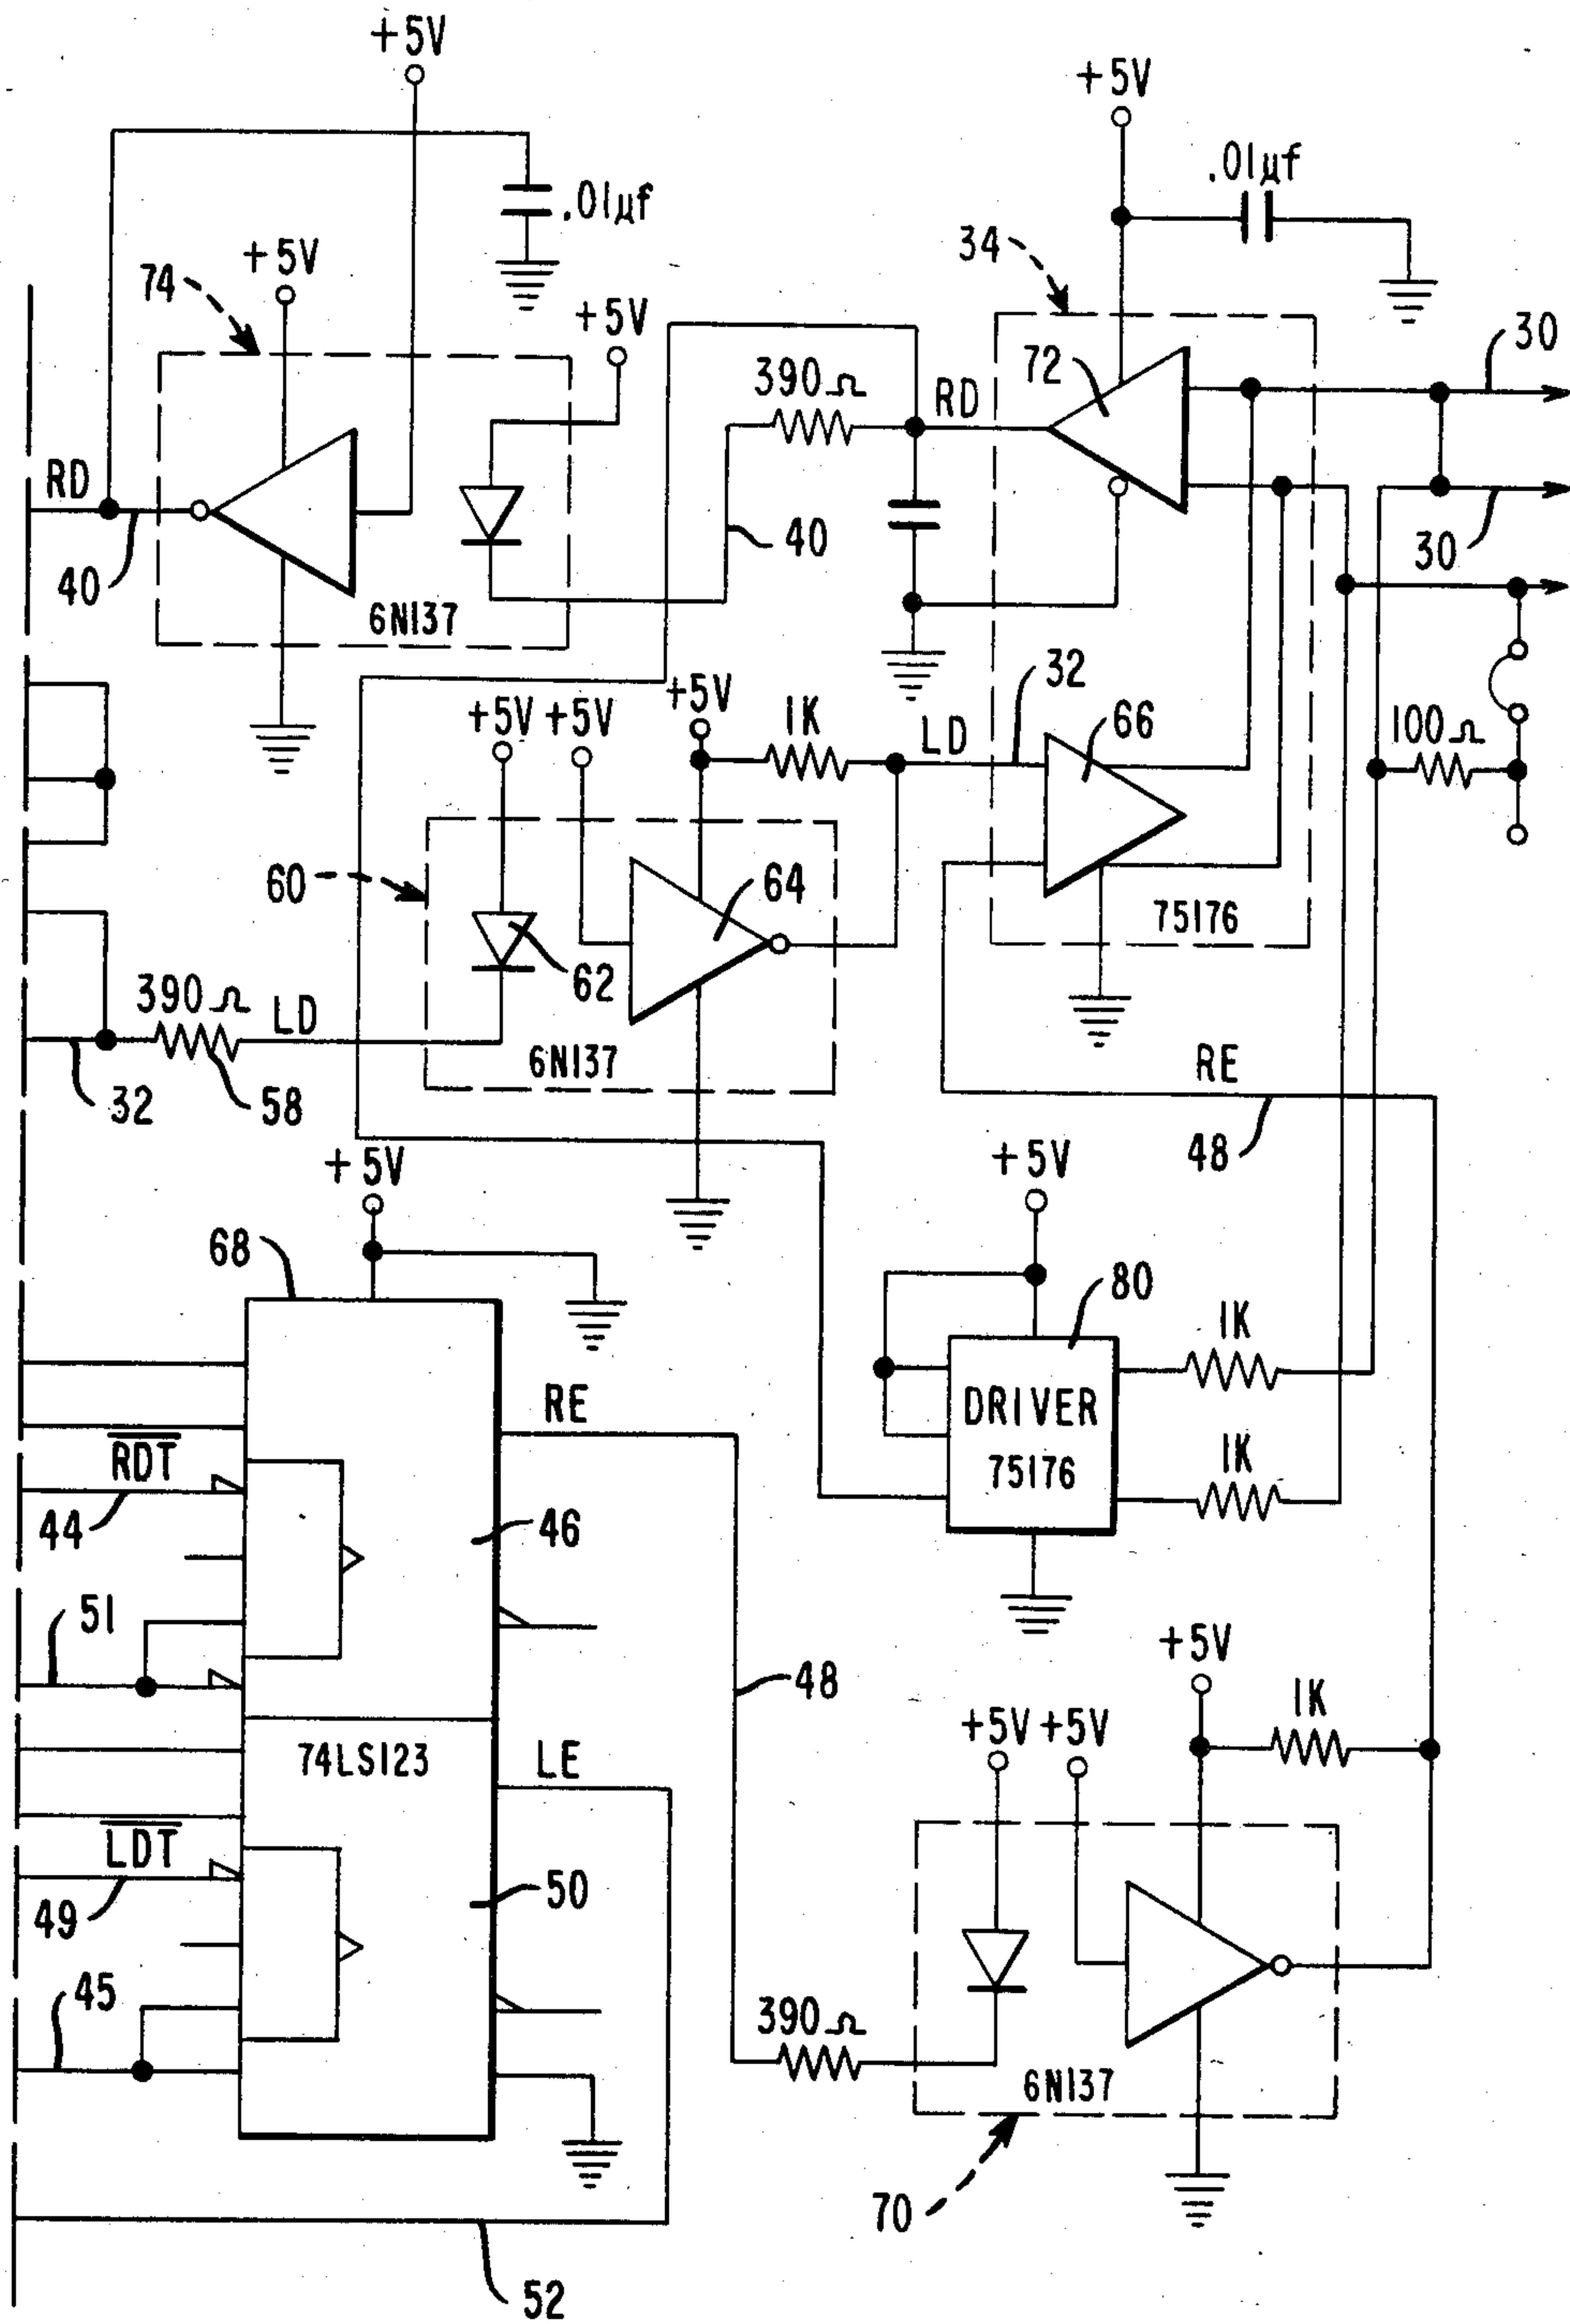 +5V
+5V
.01µf
.01µf
+5V
34
74
+5V
30
390Ω
RD
72
RD
40
30
40
6N137
32
+5V
+5V
+5V
1K
LD
66
100Ω
60
64
75176
62
390Ω
LD
6N137
RE
32
58
48
+5V
+5V
68
80
1K
RE
DRIVER
RDT
75176
1K
44
46
51
+5V
48
1K
+5V
+5V
74LS123
LE
LDT
50
49
45
390Ω
6N137
70
52